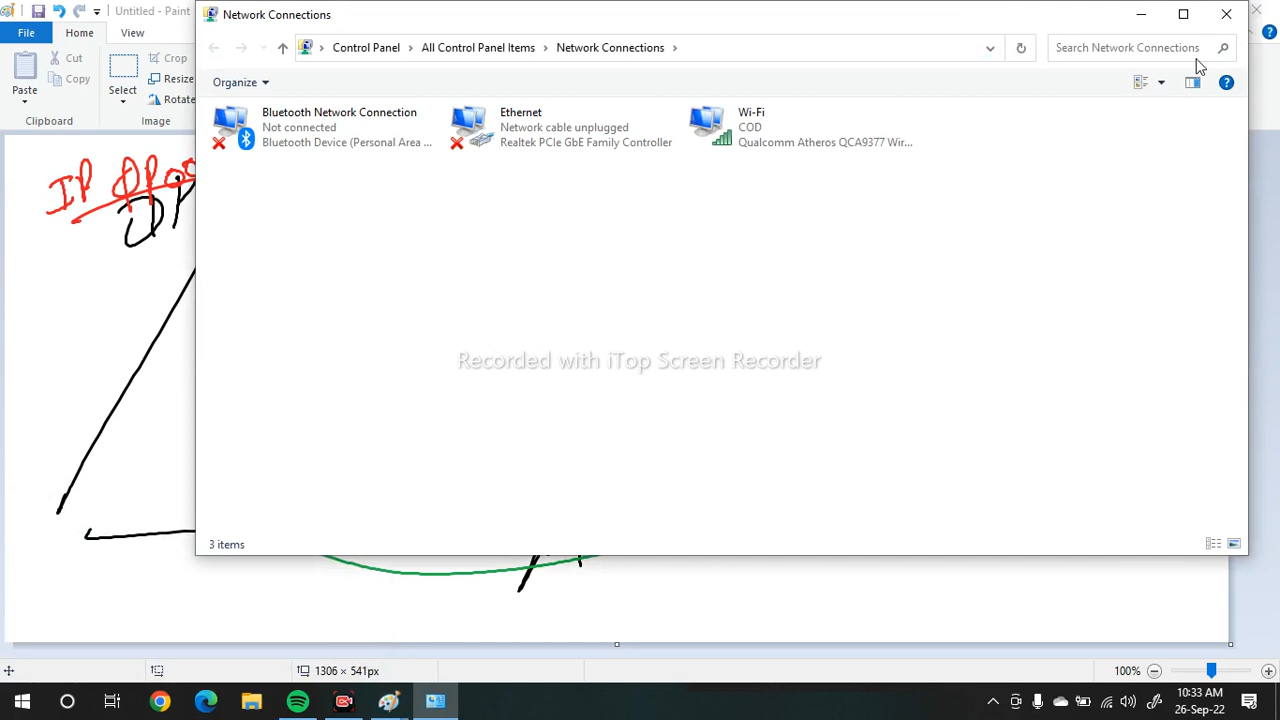 Untitled - Paint
Network Connections
File
Home
View
Control Panel
All Control Panel Items
Network Connections
Search Network Connections
Paste
Cut
Copy
Clipboard
Select
Crop
Resize
Rotate
Image
Organize
Bluetooth Network Connection
Not connected
Bluetooth Device (Personal Area ...
Ethernet
Network cable unplugged
Realtek PCIe GbE Family Controller
Wi-Fi
COD
Qualcomm Atheros QCA9377 Wir...
IP
Recorded with iTop Screen Recorder
3 items
1306 × 541px
100%
10:33 AM
26-Sep-22